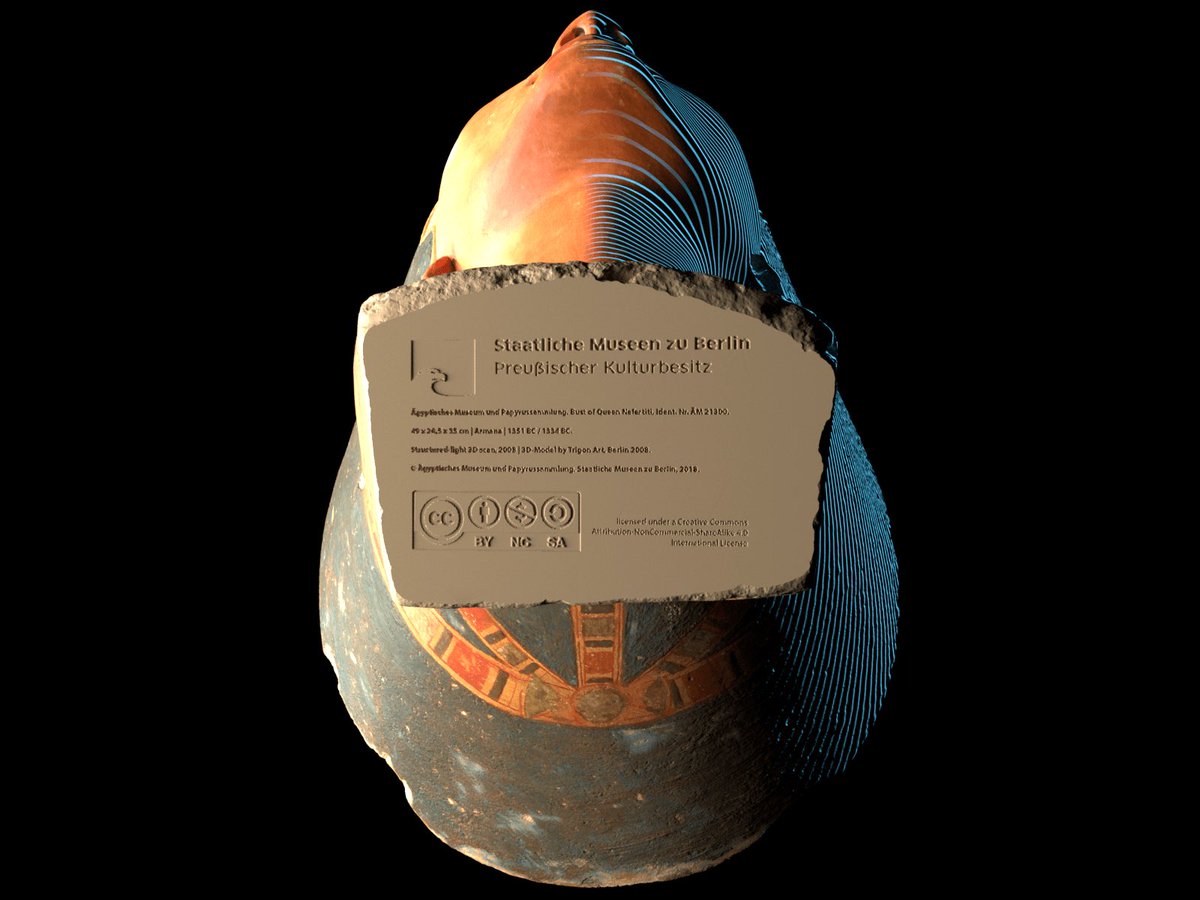 Staatliche Museen zu Berlin
Preußischer Kulturbesitz
Ägyptisches Museum und Papyrussammlung. Bust of Queen Nefertiti, Ident. Nr. ÄM 21300.
49 x 24.5 x 35 cm | Armana | 1351 BC / 1334 BC.
Structured-light 3D scan, 2008 | 3D-Model by Trigon Art, Berlin 2008.
© Ägyptisches Museum und Papyrussammlung, Staatliche Museen zu Berlin, 2018.
CC
BY NC SA
licensed under a Creative Commons
Attribution-NonCommercial-ShareAlike 4.0
International License